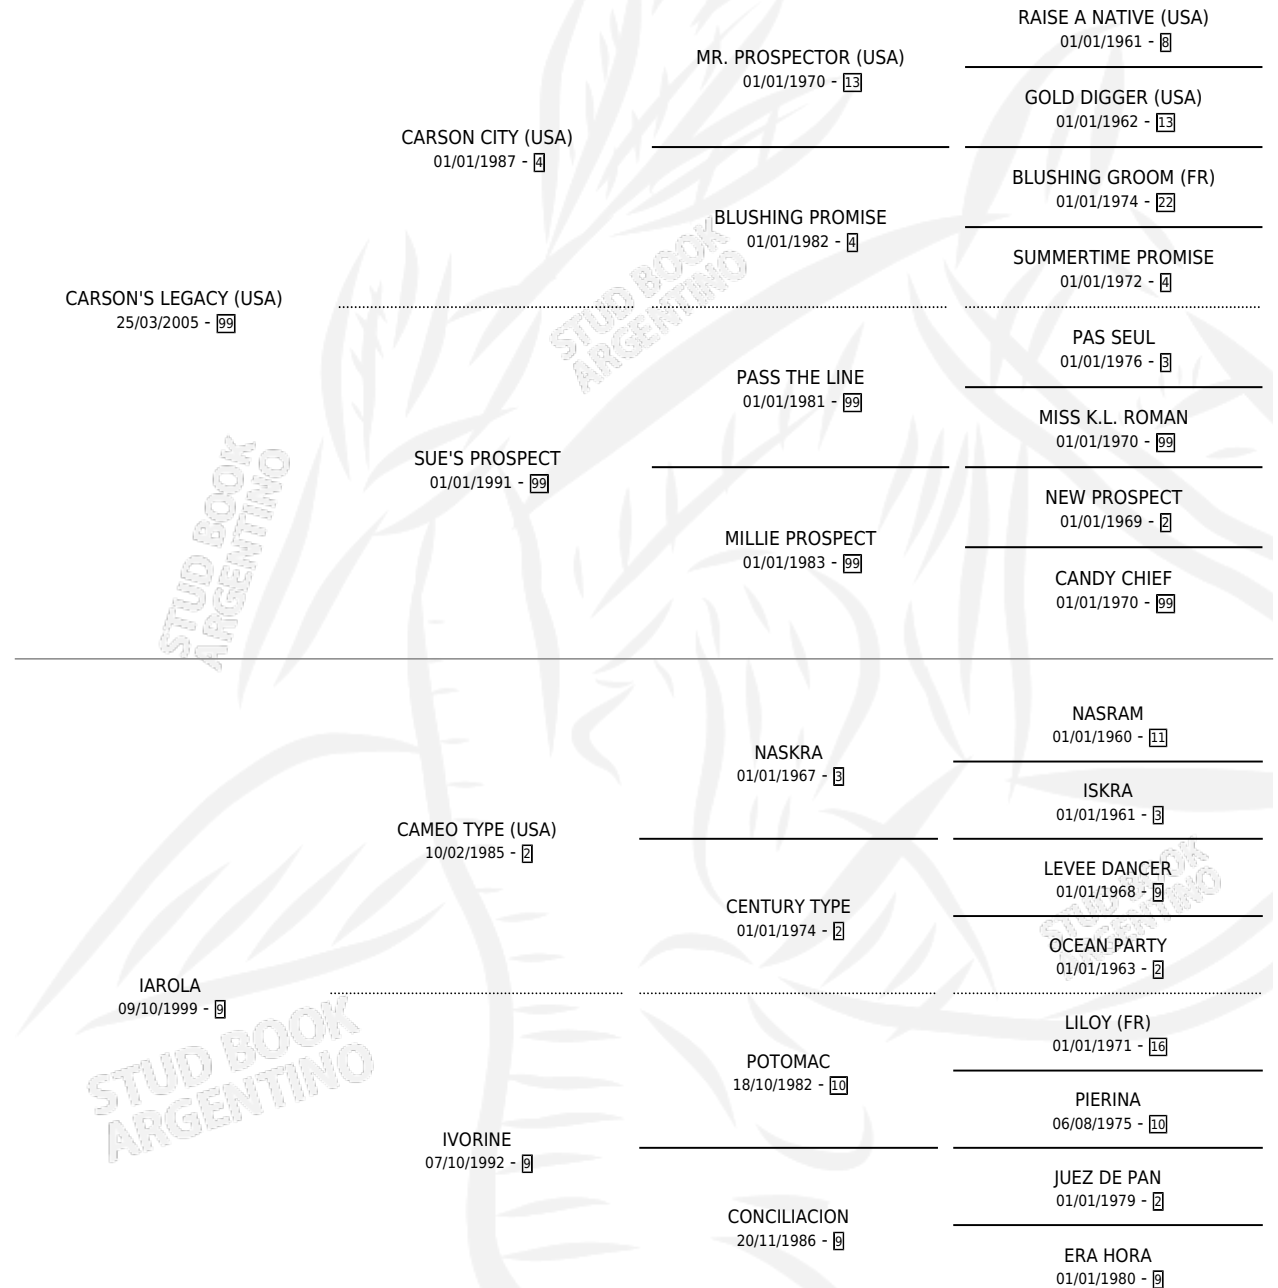 RAISE A NATIVE (USA)
01/01/1961 - 8
MR. PROSPECTOR (USA)
01/01/1970 - 13
GOLD DIGGER (USA)
01/01/1962 - 13
CARSON CITY (USA)
01/01/1987 - 4
BLUSHING GROOM (FR)
01/01/1974 - 22
BLUSHING PROMISE
01/01/1982 - 4
SUMMERTIME PROMISE
01/01/1972 - 4
CARSON'S LEGACY (USA)
25/03/2005 - 99
STUD BOOK
ARGENTINO
PAS SEUL
01/01/1976 - 3
PASS THE LINE
01/01/1981 - 99
MISS K.L. ROMAN
01/01/1970 - 99
SUE'S PROSPECT
01/01/1991 - 99
NEW PROSPECT
01/01/1969 - 2
MILLIE PROSPECT
01/01/1983 - 99
CANDY CHIEF
01/01/1970 - 99
STUD BOOK
ARGENTINO
NASRAM
01/01/1960 - 11
NASKRA
01/01/1967 - 3
ISKRA
01/01/1961 - 3
CAMEO TYPE (USA)
10/02/1985 - 2
LEVEE DANCER
01/01/1968 - 9
CENTURY TYPE
01/01/1974 - 2
OCEAN PARTY
01/01/1963 - 2
STUD BOOK
ARGENTINO
IAROLA
09/10/1999 - 9
LILOY (FR)
01/01/1971 - 16
POTOMAC
18/10/1982 - 10
PIERINA
06/08/1975 - 10
STUD BOOK
ARGENTINO
IVORINE
07/10/1992 - 9
JUEZ DE PAN
01/01/1979 - 2
CONCILIACION
20/11/1986 - 9
ERA HORA
01/01/1980 - 9